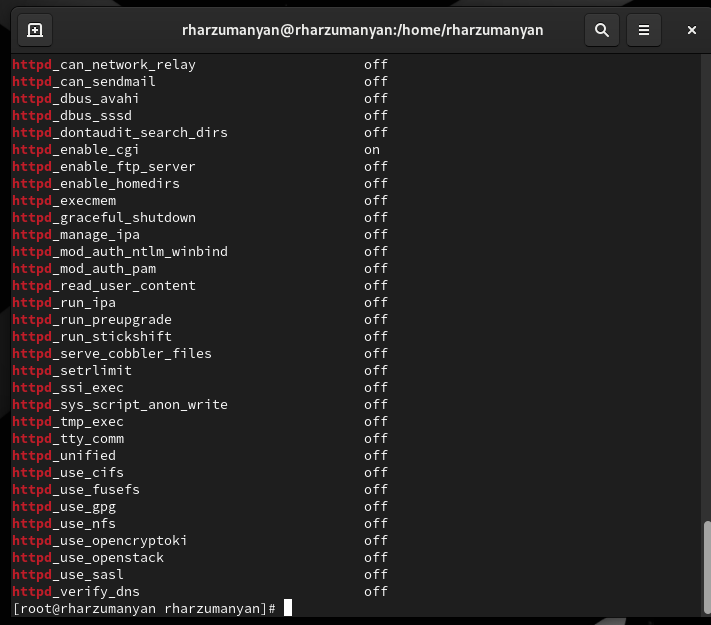 rharzumanyan@rharzumanyan:/home/rharzumanyan
httpd_can_network_relay off
httpd_can_sendmail off
httpd_dbus_avahi off
httpd_dbus_sssd off
httpd_dontaudit_search_dirs off
httpd_enable_cgi on
httpd_enable_ftp_server off
httpd_enable_homedirs off
httpd_execmem off
httpd_graceful_shutdown off
httpd_manage_ipa off
httpd_mod_auth_ntlm_winbind off
httpd_mod_auth_pam off
httpd_read_user_content off
httpd_run_ipa off
httpd_run_preupgrade off
httpd_run_stickshift off
httpd_serve_cobbler_files off
httpd_setrlimit off
httpd_ssi_exec off
httpd_sys_script_anon_write off
httpd_tmp_exec off
httpd_tty_comm off
httpd_unified off
httpd_use_cifs off
httpd_use_fusefs off
httpd_use_gpg off
httpd_use_nfs off
httpd_use_opencryptoki off
httpd_use_openstack off
httpd_use_sasl off
httpd_verify_dns off
[root@rharzumanyan rharzumanyan]#